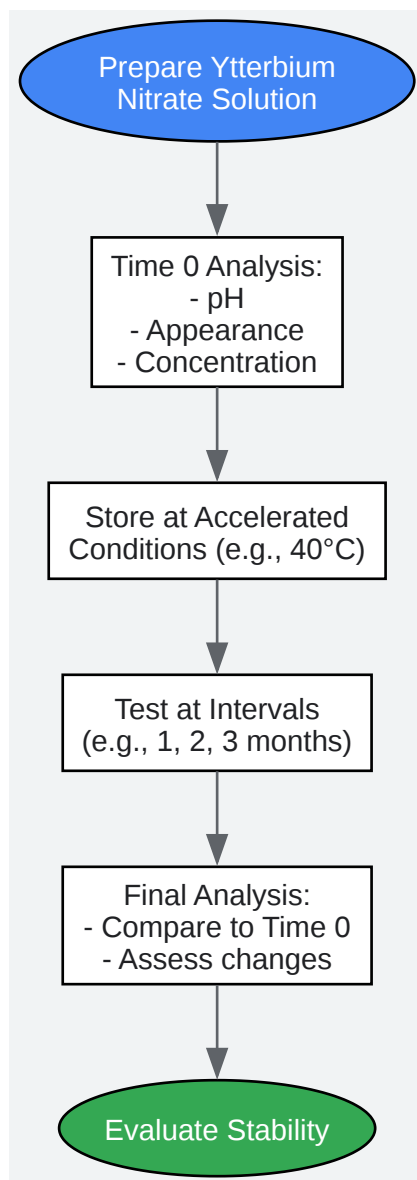 Prepare Ytterbium
Nitrate Solution
Time 0 Analysis:
- pH
- Appearance
- Concentration
Store at Accelerated
Conditions (e.g., 40°C)
Test at Intervals
(e.g., 1, 2, 3 months)
Final Analysis:
- Compare to Time 0
- Assess changes
Evaluate Stability